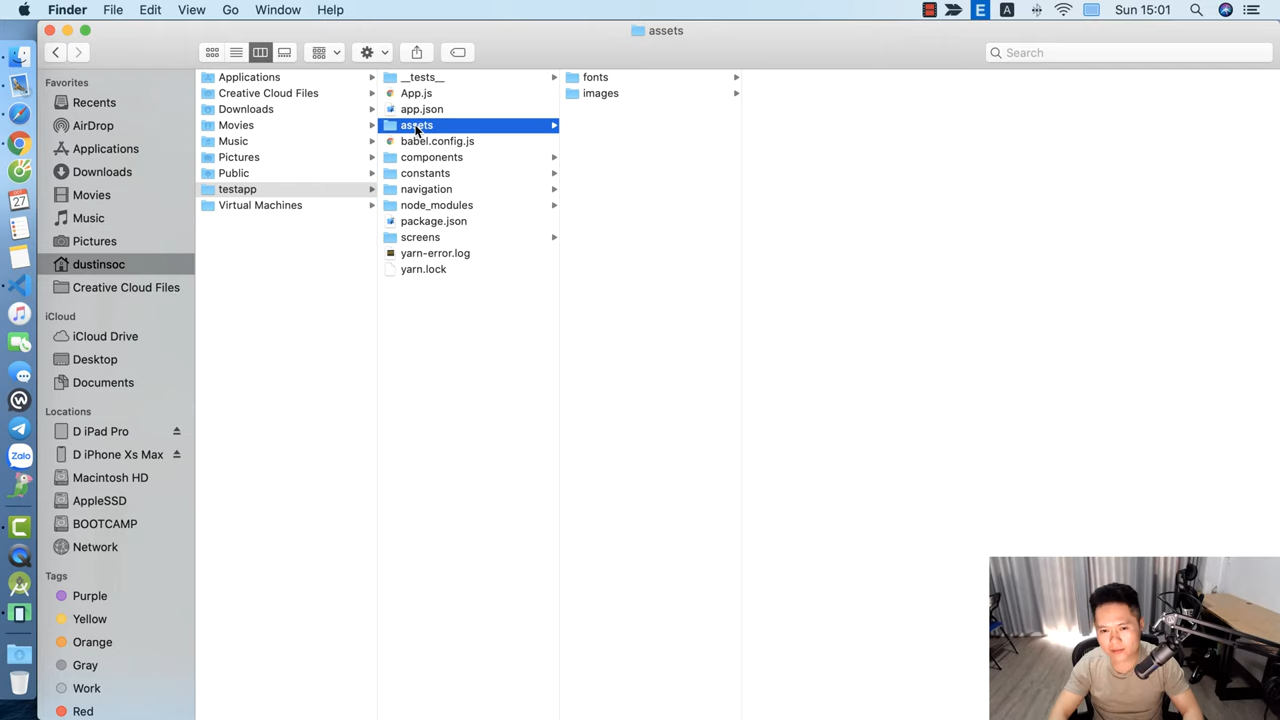 Finder File Edit View Go Window Help E A Sun 15:01
assets
Search
Favorites
Recents
AirDrop
Applications
Downloads
Movies
Music
Pictures
dustinsoc
Creative Cloud Files
iCloud
iCloud Drive
Desktop
Documents
Locations
D iPad Pro
D iPhone Xs Max
Macintosh HD
AppleSSD
BOOTCAMP
Network
Tags
Purple
Yellow
Orange
Gray
Work
Red
Applications
Creative Cloud Files
Downloads
Movies
Music
Pictures
Public
testapp
Virtual Machines
__tests__
App.js
app.json
assets
babel.config.js
components
constants
navigation
node_modules
package.json
screens
yarn-error.log
yarn.lock
fonts
images
27
Zalo